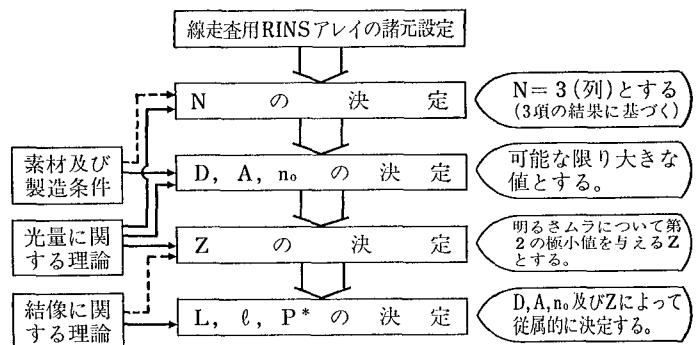 線走査用RINSアレイの諸元設定
Nの決定
N=3(列)とする
(3項の結果に基づく)
素材及び
製造条件
D, A, n₀の決定
可能な限り大きな
値とする。
光量に関
する理論
Zの決定
明るさムラについて第
2の極小値を与えるZ
とする。
結像に関
する理論
L, ℓ, P*の決定
D,A,n₀及びZによって
従属的に決定する。